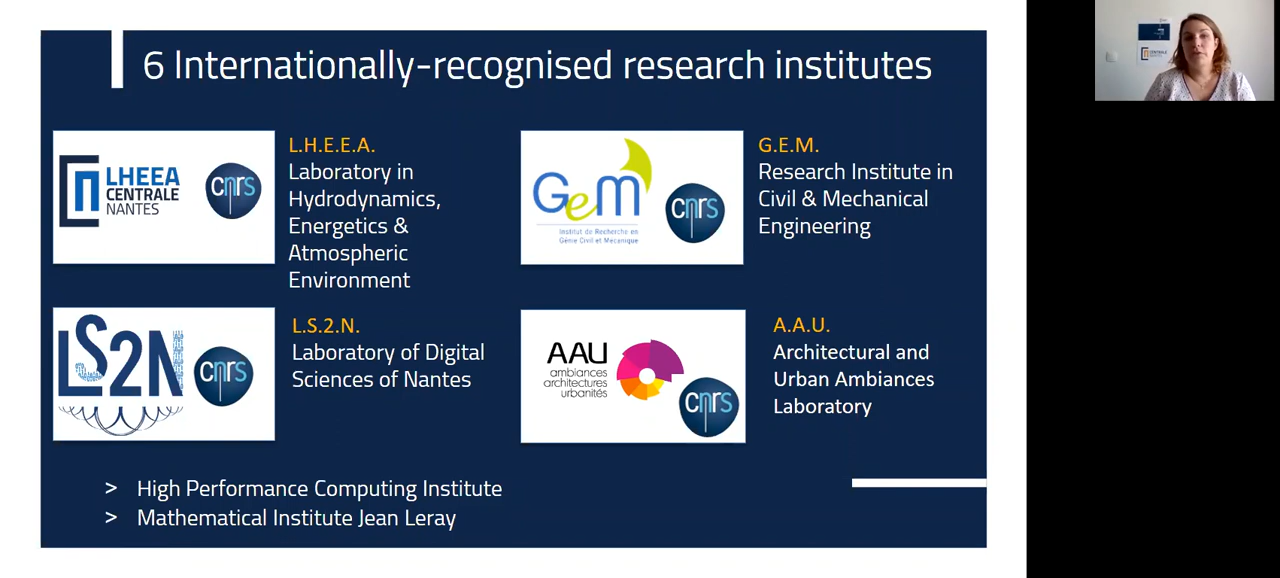 6 Internationally-recognised research institutes
LHEEA
CENTRALE
NANTES
cnrs
L.H.E.E.A.
Laboratory in
Hydrodynamics,
Energetics &
Atmospheric
Environment
GeM
Institut de Recherche en
Génie Civil et Mécanique
cnrs
G.E.M.
Research Institute in
Civil & Mechanical
Engineering
LS2N
cnrs
L.S.2.N.
Laboratory of Digital
Sciences of Nantes
AAU
ambiances
architectures
urbanités
cnrs
A.A.U.
Architectural and
Urban Ambiances
Laboratory
> High Performance Computing Institute
> Mathematical Institute Jean Leray
CENTRALE